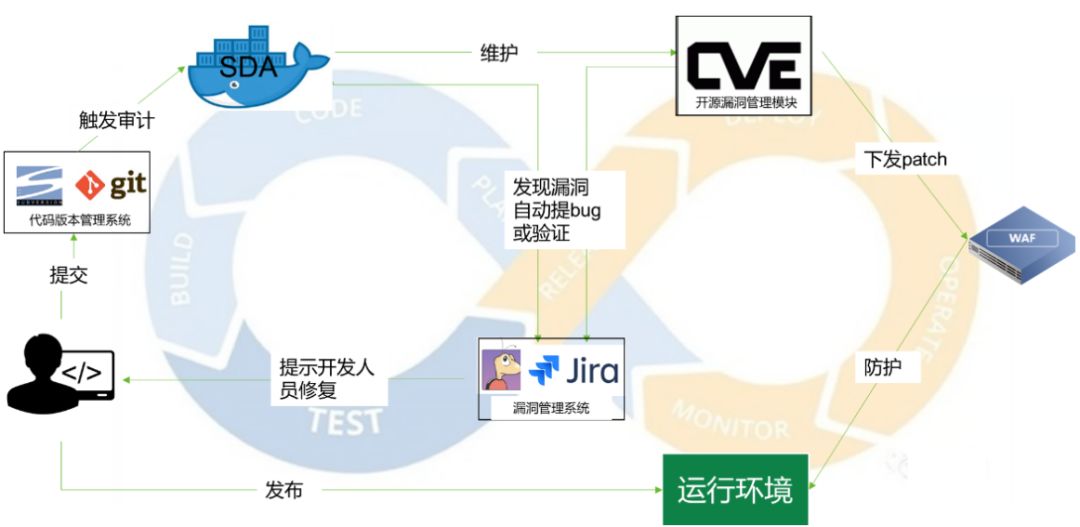 SDA
维护
CVE
开源漏洞管理模块
CODE
DEPLOY
触发审计
下发patch
SUBVERSION
git
代码版本管理系统
发现漏洞
自动提bug
或验证
WAF
BUILD
OPERATE
提交
</>
提示开发人
员修复
Jira
漏洞管理系统
防护
TEST
MONITOR
发布
运行环境